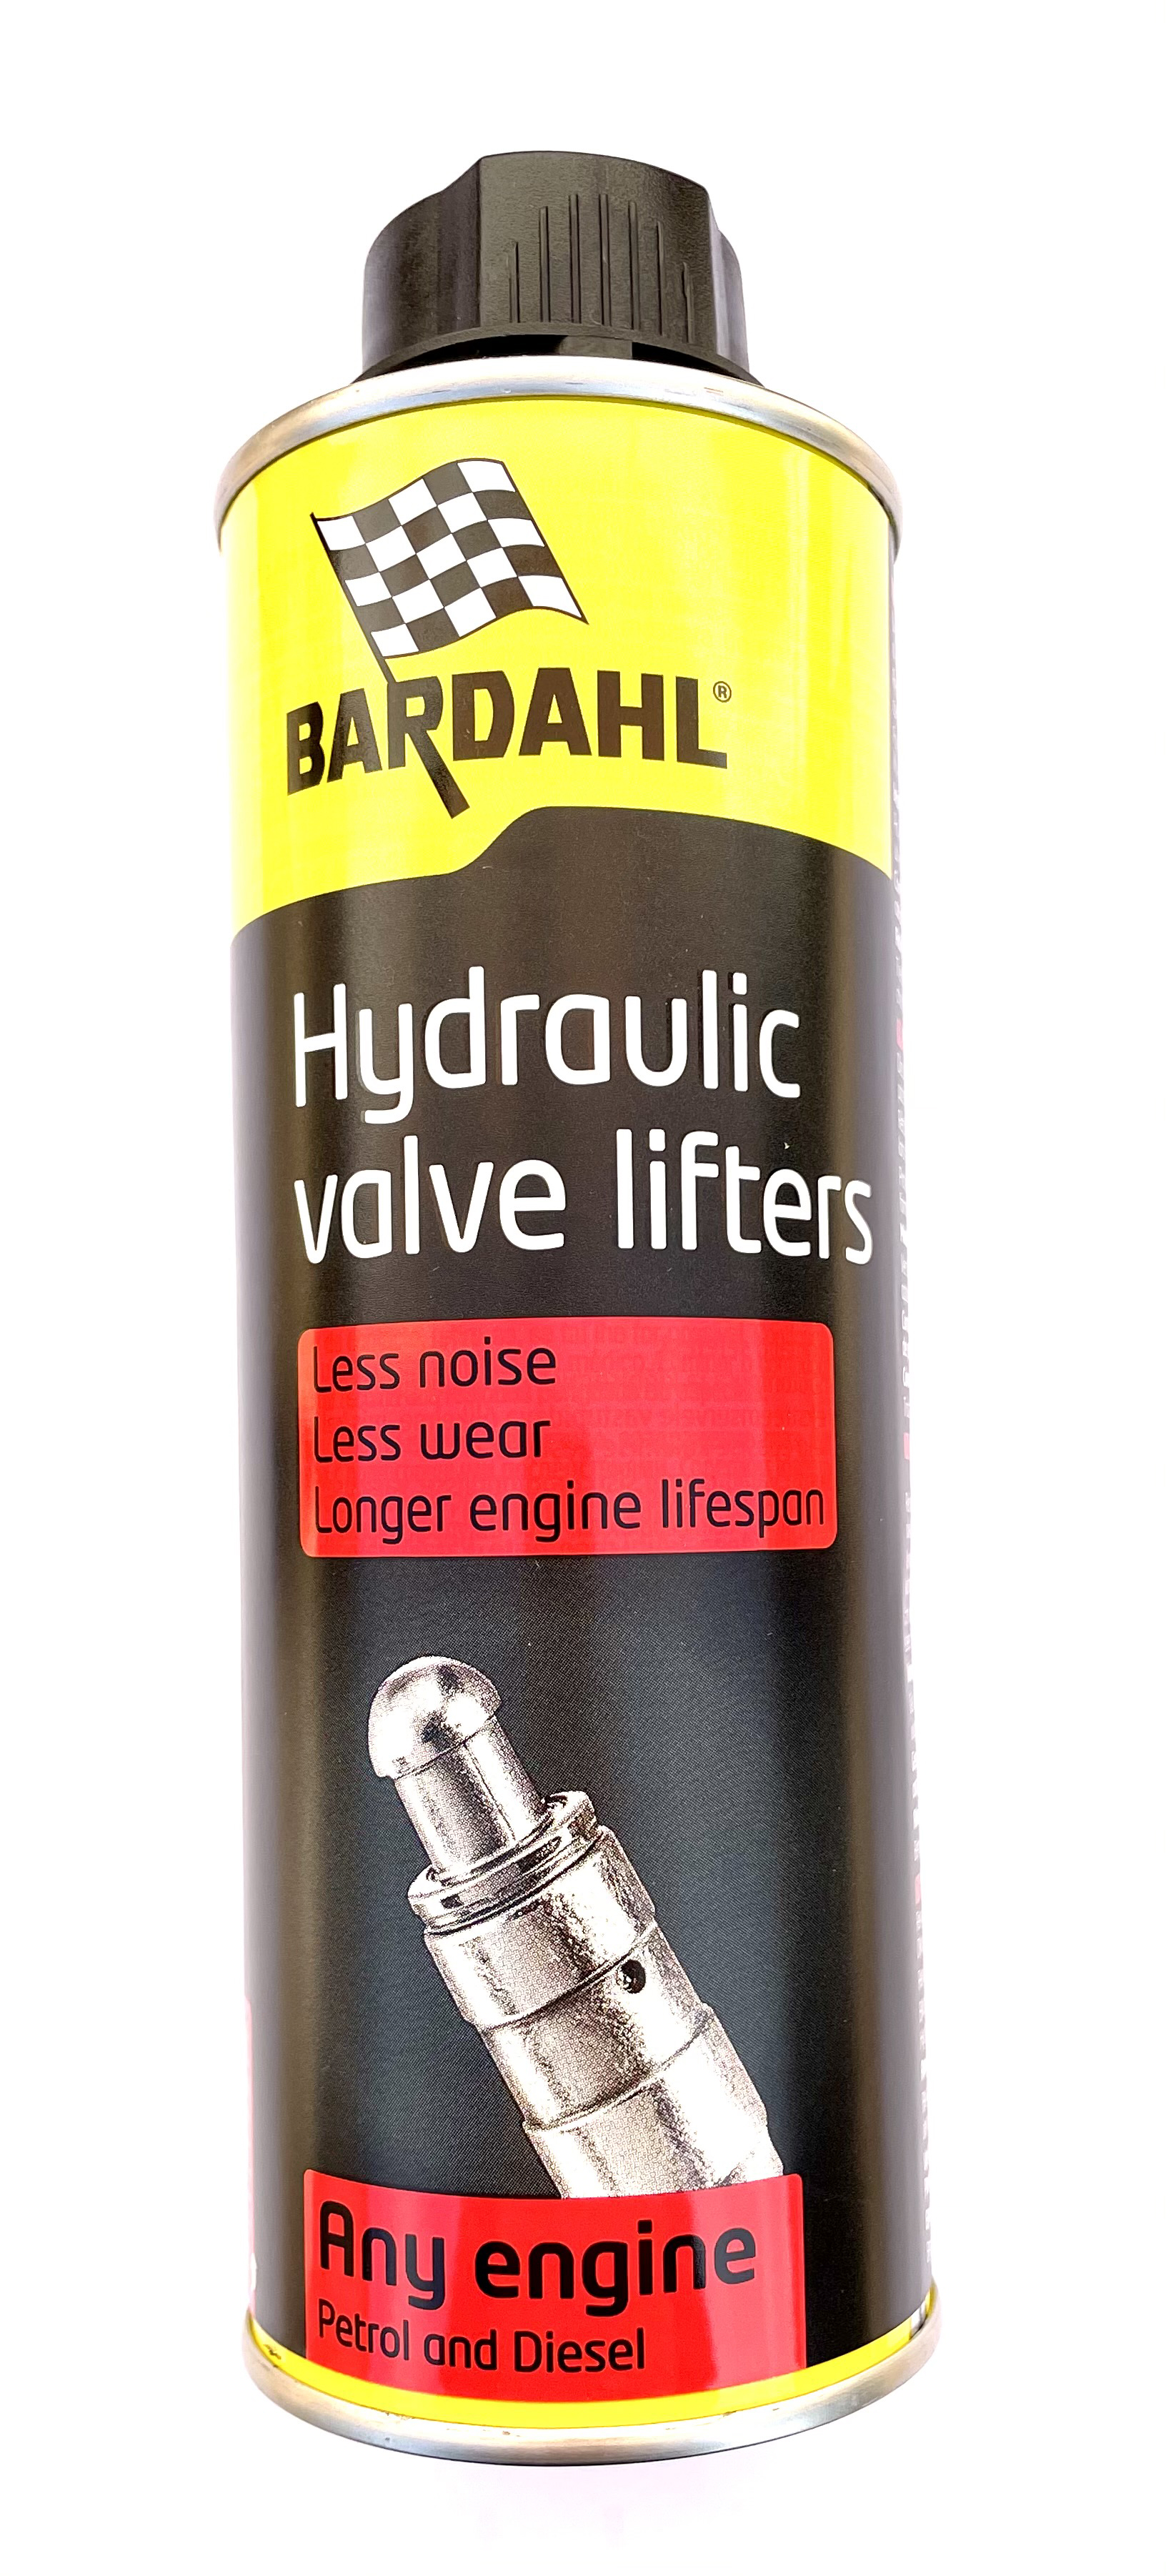 BARDAHL®
Hydraulic
valve lifters
Less noise
Less wear
Longer engine lifespan
Any engine
Petrol and Diesel